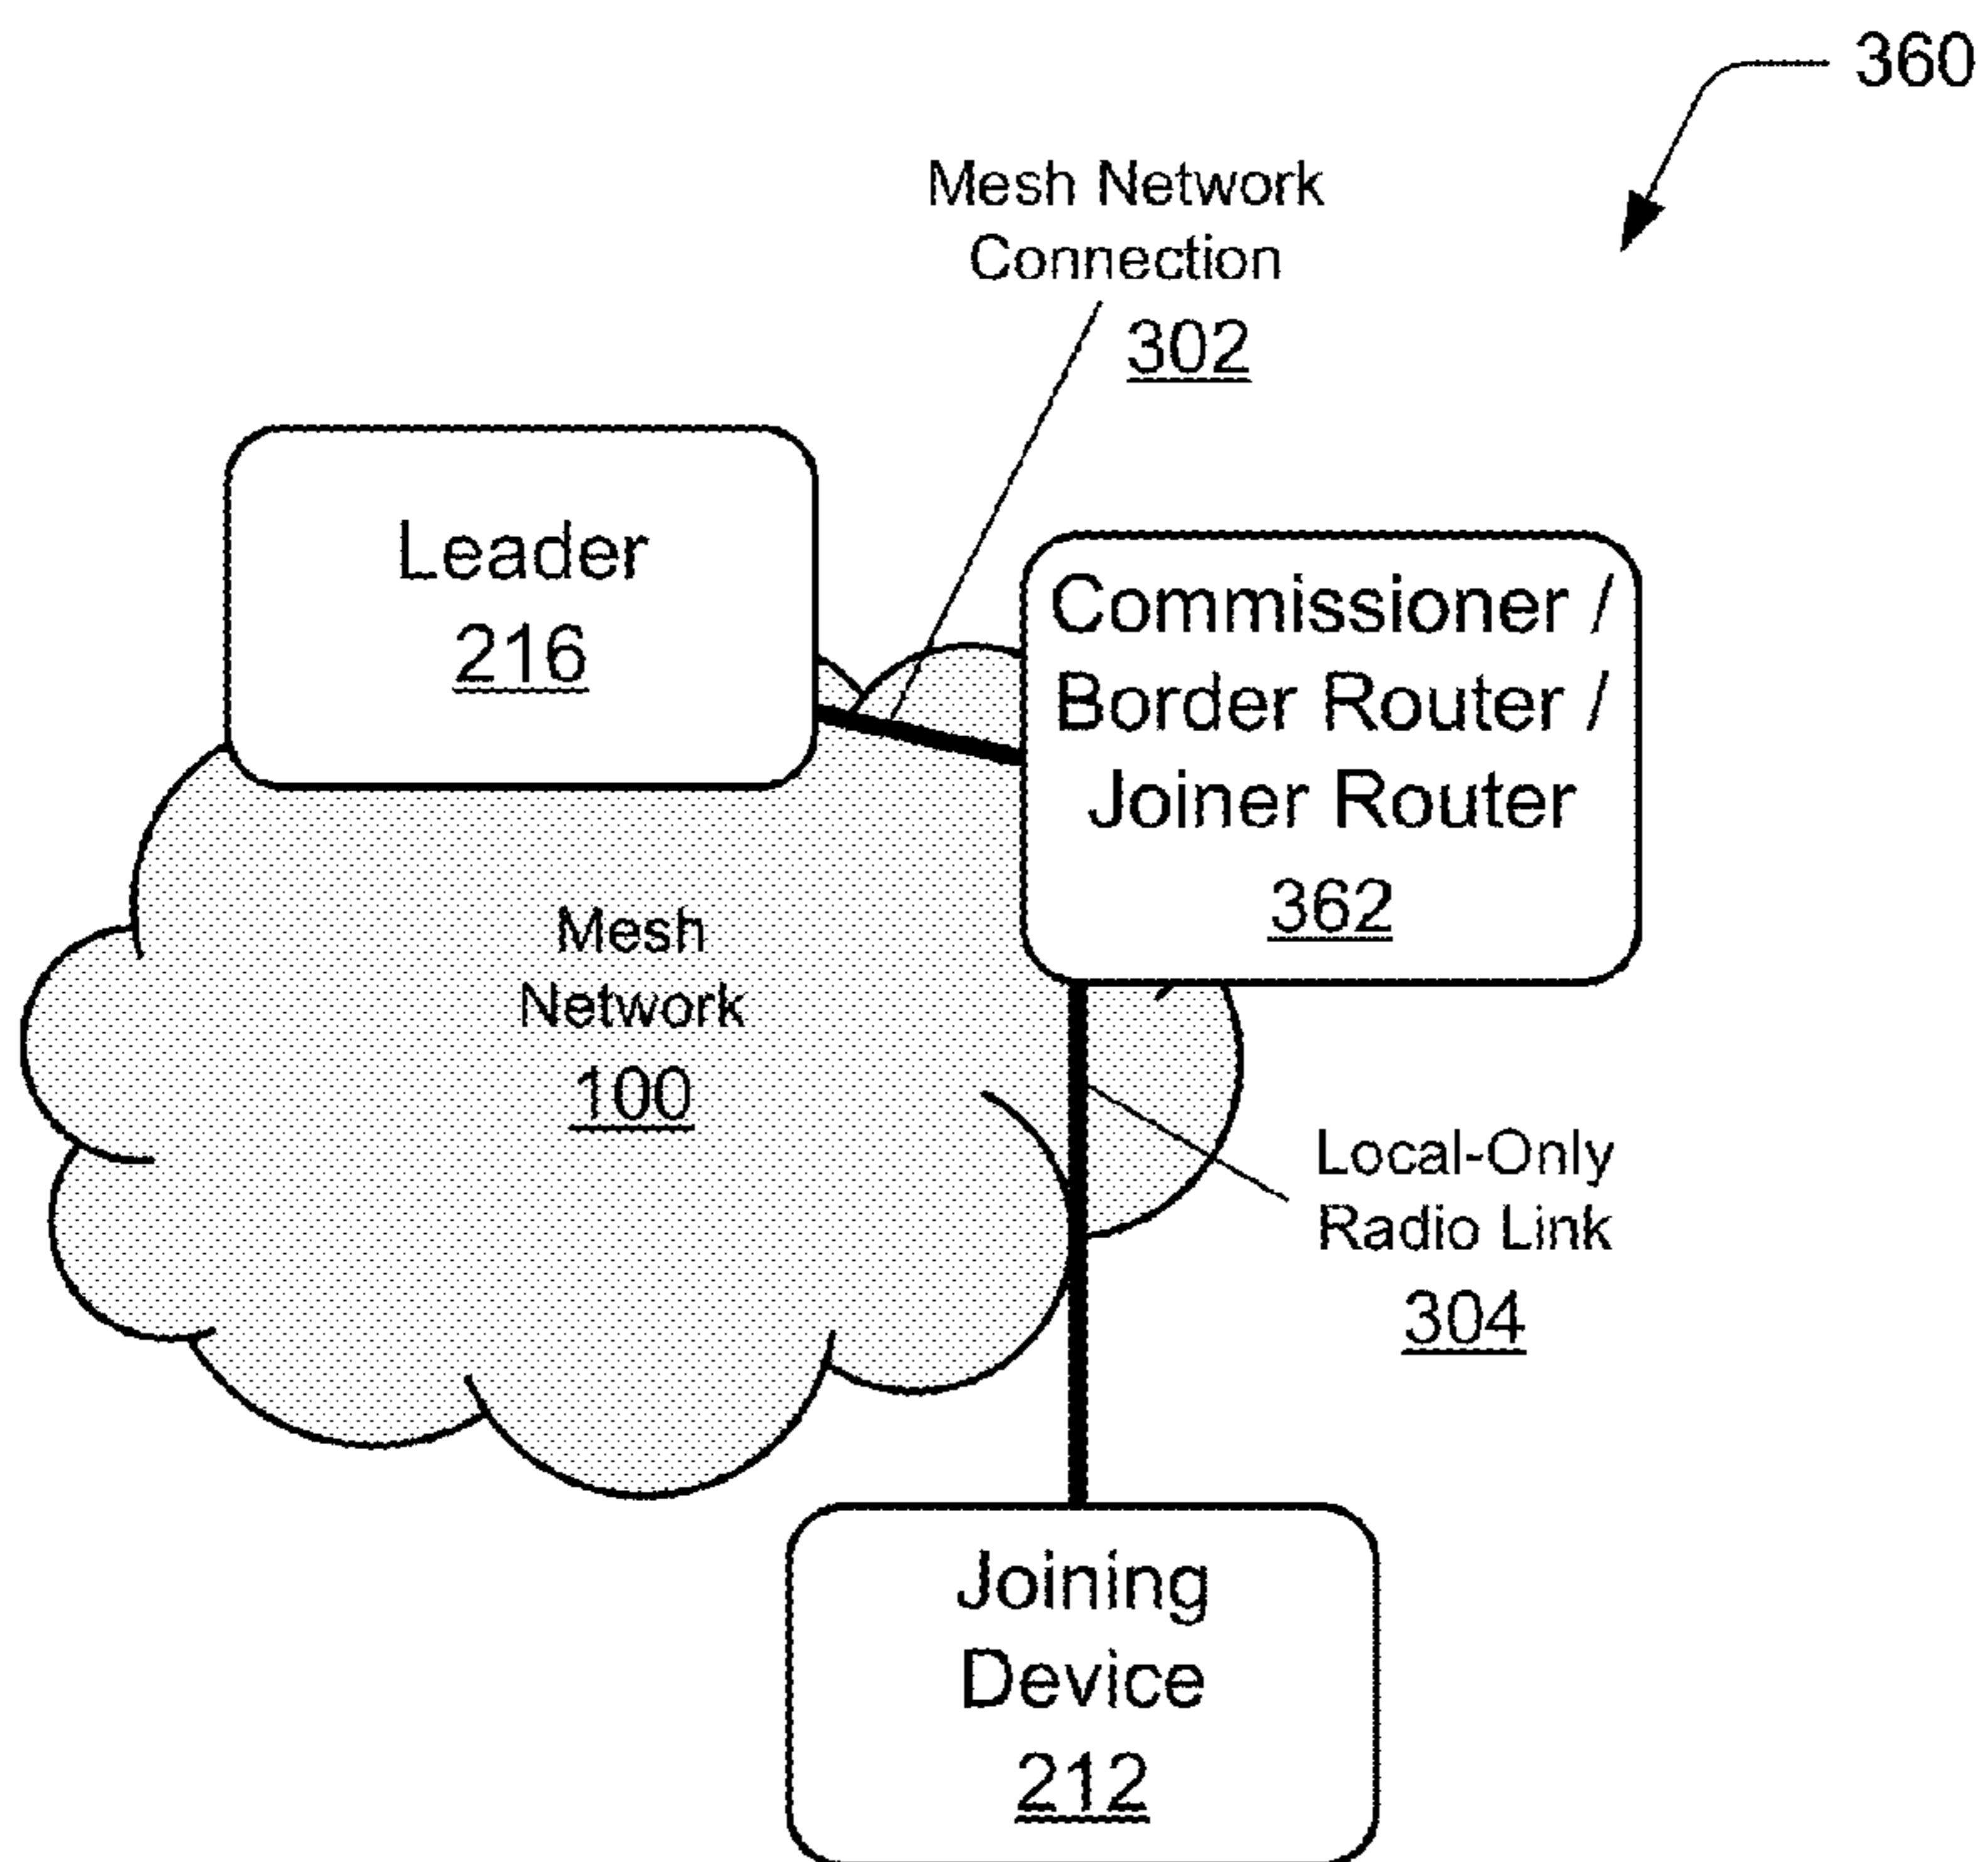 360
Mesh Network
Connection
302
Leader
216
Commissioner /
Border Router /
Joiner Router
362
Mesh
Network
100
Local-Only
Radio Link
304
Joining
Device
212